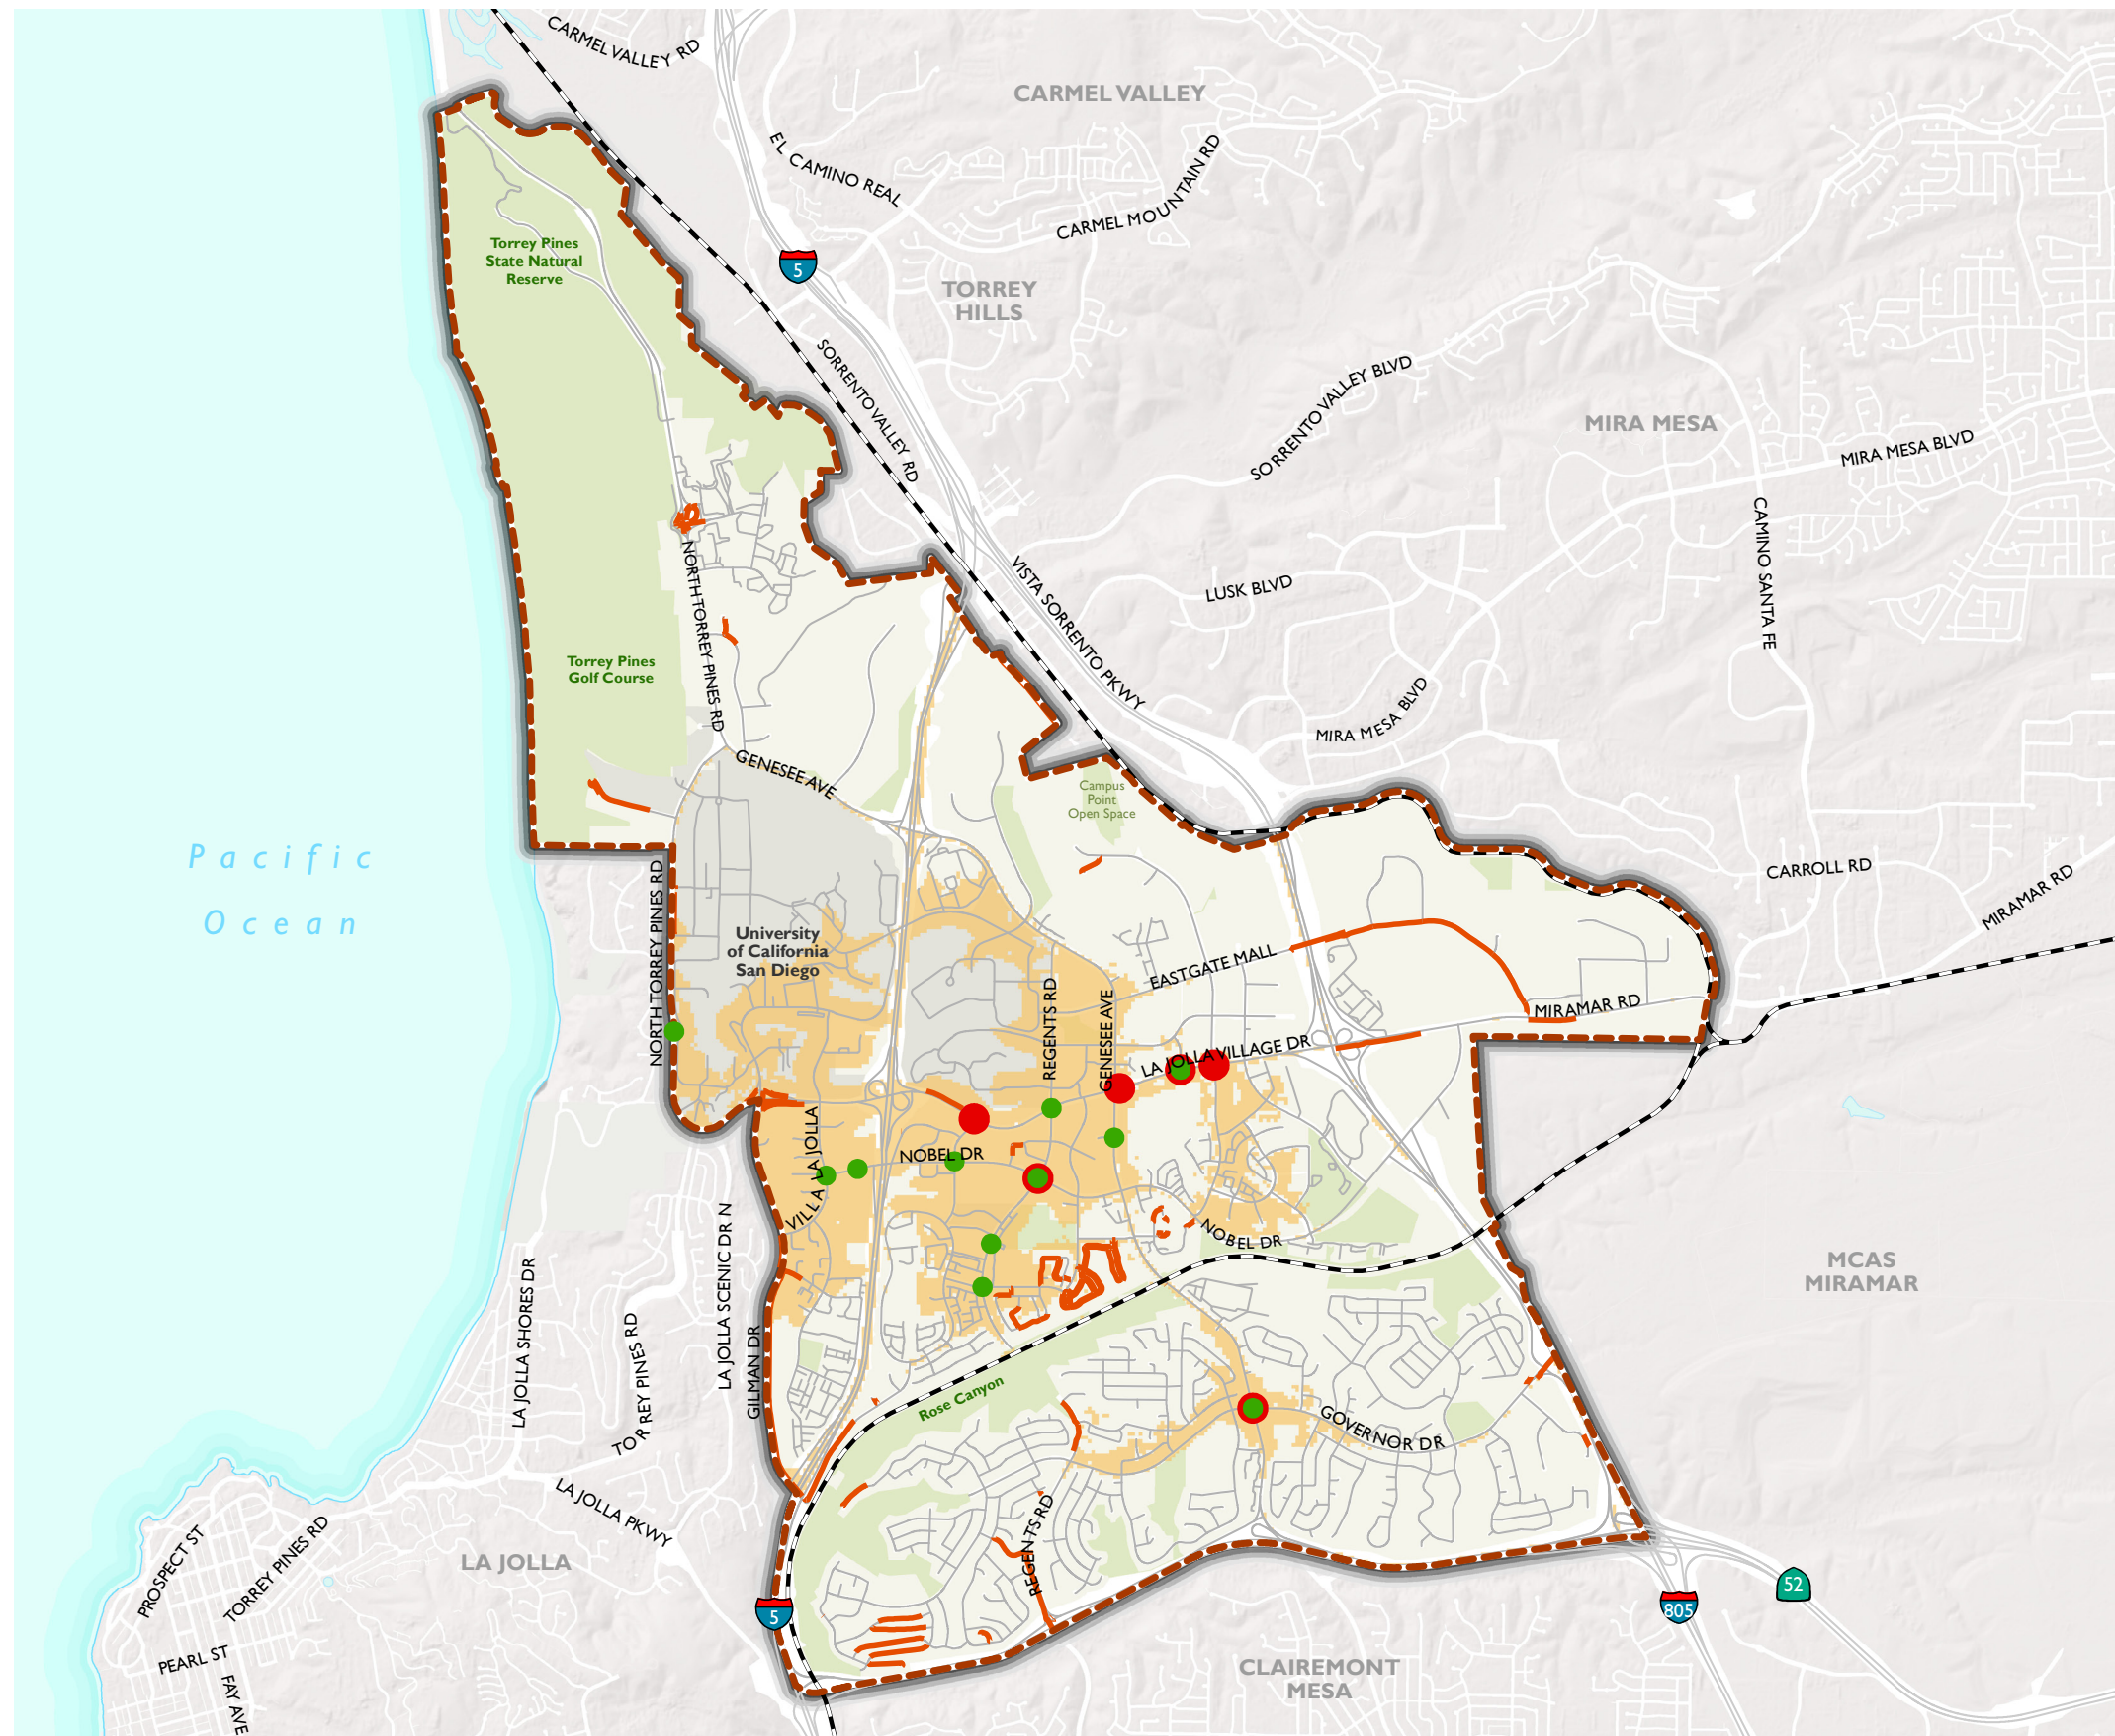 CARMEL VALLEY RD
CARMEL VALLEY
EL CAMINO REAL
CARMEL MOUNTAIN RD
Torrey Pines
State Natural
Reserve
5
TORREY
HILLS
SORRENTO VALLEY RD
SORRENTO VALLEY BLVD
MIRA MESA
MIRA MESA BLVD
CAMINO SANTA FE
NORTH TORREY PINES RD
VISTA SORRENTO PKWY
LUSK BLVD
Torrey Pines
Golf Course
MIRA MESA BLVD
GENESEE AVE
Campus
Point
Open Space
Pacific
Ocean
CARROLL RD
MIRAMAR RD
NORTH TORREY PINES RD
University
of California
San Diego
EASTGATE MALL
REGENTS RD
GENESEE AVE
MIRAMAR RD
LA JOLLA VILLAGE DR
VILLA LA JOLLA
NOBEL DR
NOBEL DR
LA JOLLA SCENIC DR N
LA JOLLA SHORES DR
TORREY PINES RD
GILMAN DR
MCAS
MIRAMAR
Rose Canyon
GOVERNOR DR
LA JOLLA PKWY
PROSPECT ST
TORREY PINES RD
LA JOLLA
REGENTS RD
5
805
52
PEARL ST
FAY AVE
CLAIREMONT
MESA